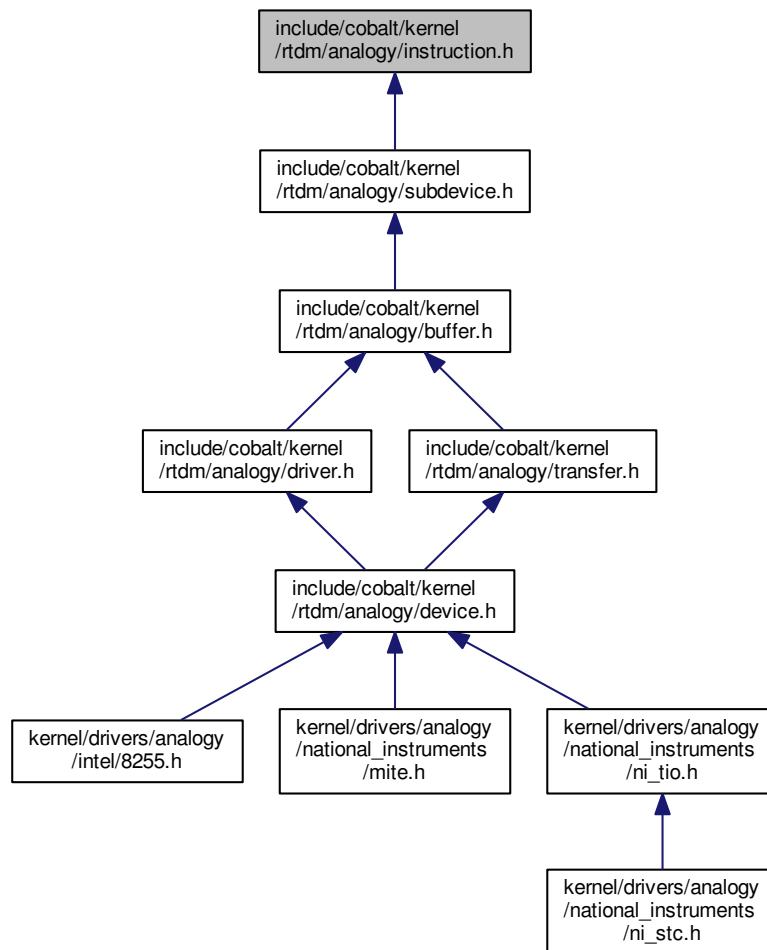 include/cobalt/kernel
/rtdm/analogy/instruction.h
include/cobalt/kernel
/rtdm/analogy/subdevice.h
include/cobalt/kernel
/rtdm/analogy/buffer.h
include/cobalt/kernel
/rtdm/analogy/driver.h
include/cobalt/kernel
/rtdm/analogy/transfer.h
include/cobalt/kernel
/rtdm/analogy/device.h
kernel/drivers/analogy
/intel/8255.h
kernel/drivers/analogy
/national_instruments
/mite.h
kernel/drivers/analogy
/national_instruments
/ni_tio.h
kernel/drivers/analogy
/national_instruments
/ni_stc.h